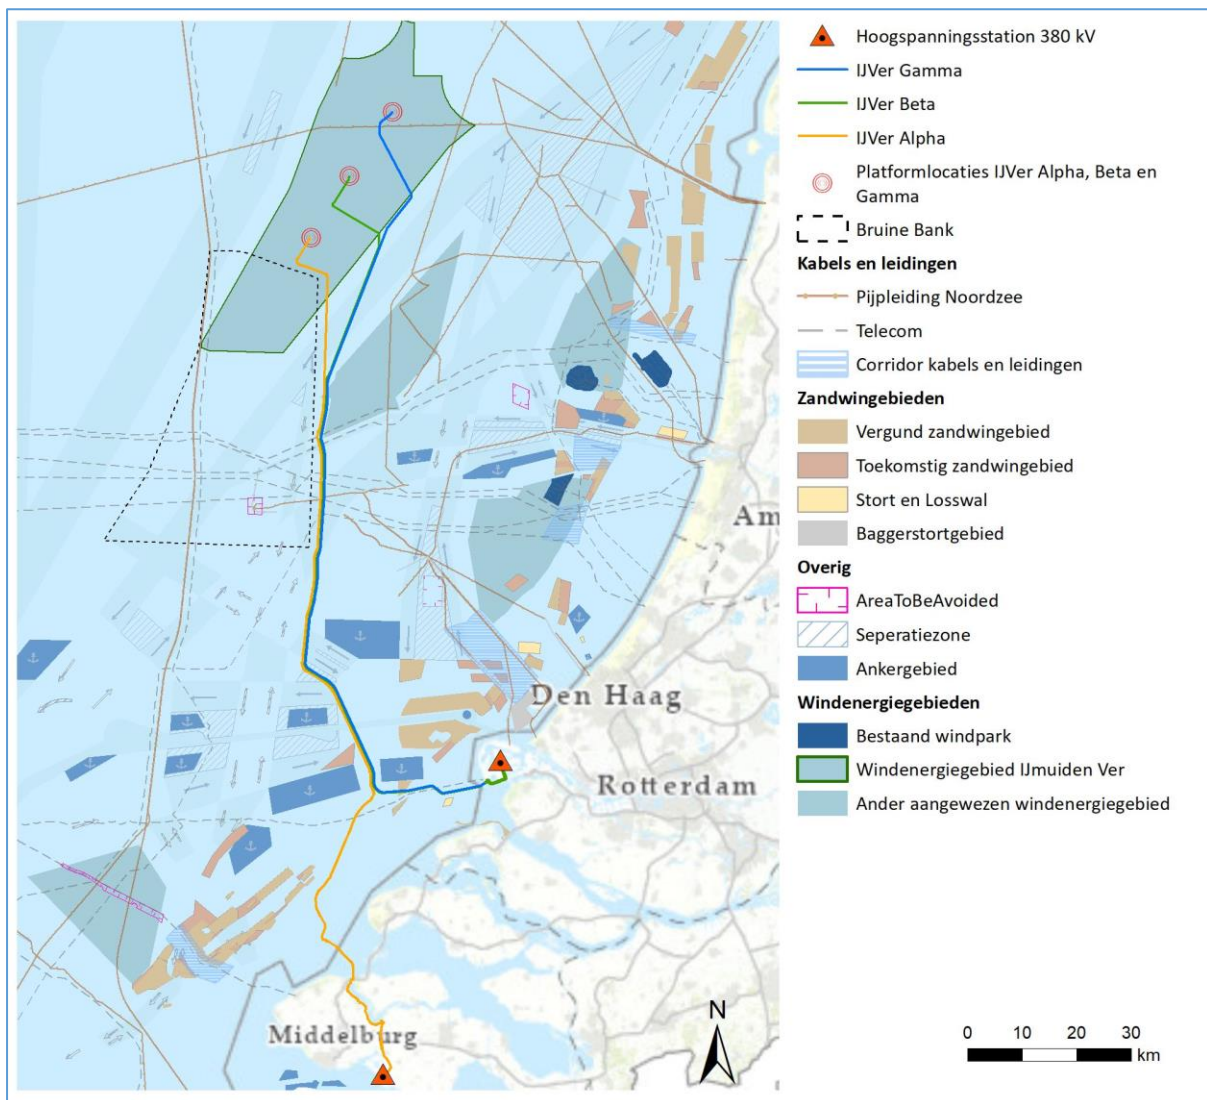 Am
Den Haag
Rotterdam
Middelburg
N
Hoogspanningsstation 380 kV
IJVer Gamma
IJVer Beta
IJVer Alpha
Platformlocaties IJVer Alpha, Beta en
Gamma
Bruine Bank
Kabels en leidingen
Pijpleiding Noordzee
Telecom
Corridor kabels en leidingen
Zandwingebieden
Vergund zandwingebied
Toekomstig zandwingebied
Stort en Losswal
Baggerstortgebied
Overig
AreaToBeAvoided
Seperatiezone
Ankergebied
Windenergiegebieden
Bestaand windpark
Windenergiegebied IJmuiden Ver
Ander aangewezen windenergiegebied
0 10 20 30
km